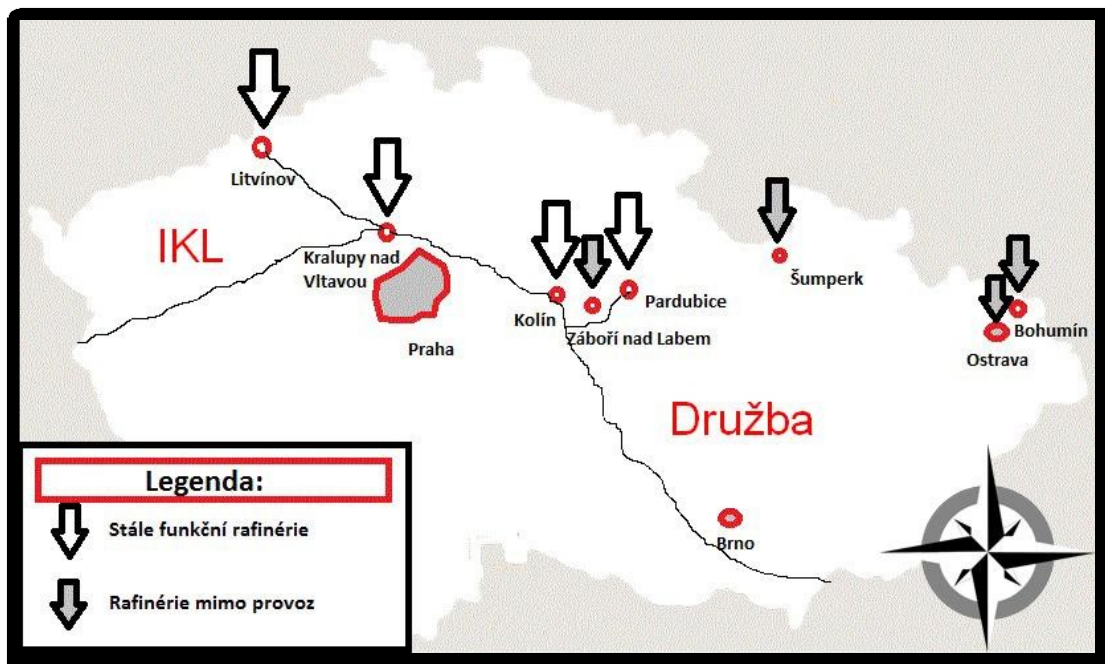 Litvínov
IKL
Kralupy nad
Vltavou
Praha
Kolín
Záboří nad Labem
Pardubice
Šumperk
Bohumín
Ostrava
Družba
Brno
Legenda:
Stále funkční rafinérie
Rafinérie mimo provoz